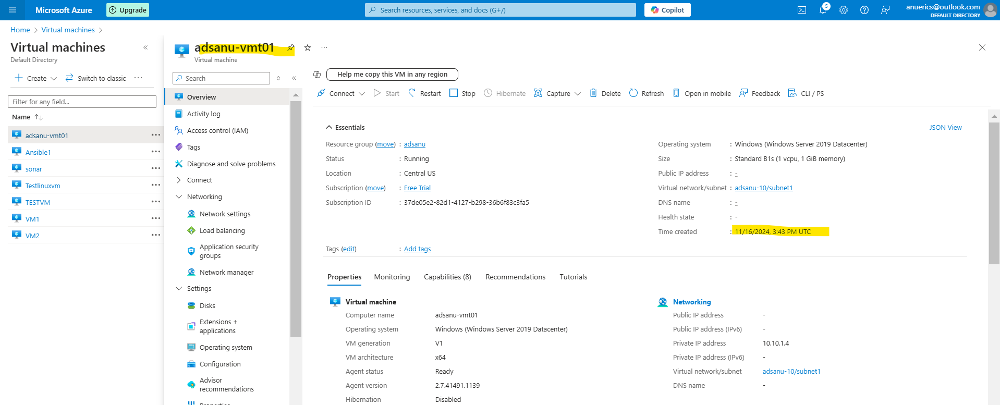 Microsoft Azure
Upgrade
Search resources, services, and docs (G+/)
Copilot
5
anuerics@outlook.com
DEFAULT DIRECTORY
Home > Virtual machines >
Virtual machines
Default Directory
Create
Switch to classic
Filter for any field...
Name
adsanu-vmt01
Ansible1
sonar
Testlinuxvm
TESTVM
VM1
VM2
adsanu-vmt01
Virtual machine
Search
Overview
Activity log
Access control (IAM)
Tags
Diagnose and solve problems
Connect
Networking
Network settings
Load balancing
Application security
groups
Network manager
Settings
Disks
Extensions +
applications
Operating system
Configuration
Advisor
recommendations
Properties
Help me copy this VM in any region
Connect Start Restart Stop Hibernate Capture Delete Refresh Open in mobile Feedback CLI / PS
Essentials
JSON View
Resource group (move) : adsanu
Status : Running
Location : Central US
Subscription (move) : Free Trial
Subscription ID : 37de05e2-82d1-4127-b298-36b6f83c3fa5
Operating system : Windows (Windows Server 2019 Datacenter)
Size : Standard B1s (1 vcpu, 1 GiB memory)
Public IP address : -
Virtual network/subnet : adsanu-10/subnet1
DNS name : -
Health state : -
Time created : 11/16/2024, 3:43 PM UTC
Tags (edit) : Add tags
Properties Monitoring Capabilities (8) Recommendations Tutorials
Virtual machine
Computer name adsanu-vmt01
Operating system Windows (Windows Server 2019 Datacenter)
VM generation V1
VM architecture x64
Agent status Ready
Agent version 2.7.41491.1139
Hibernation Disabled
Networking
Public IP address -
Public IP address (IPv6) -
Private IP address 10.10.1.4
Private IP address (IPv6) -
Virtual network/subnet adsanu-10/subnet1
DNS name -